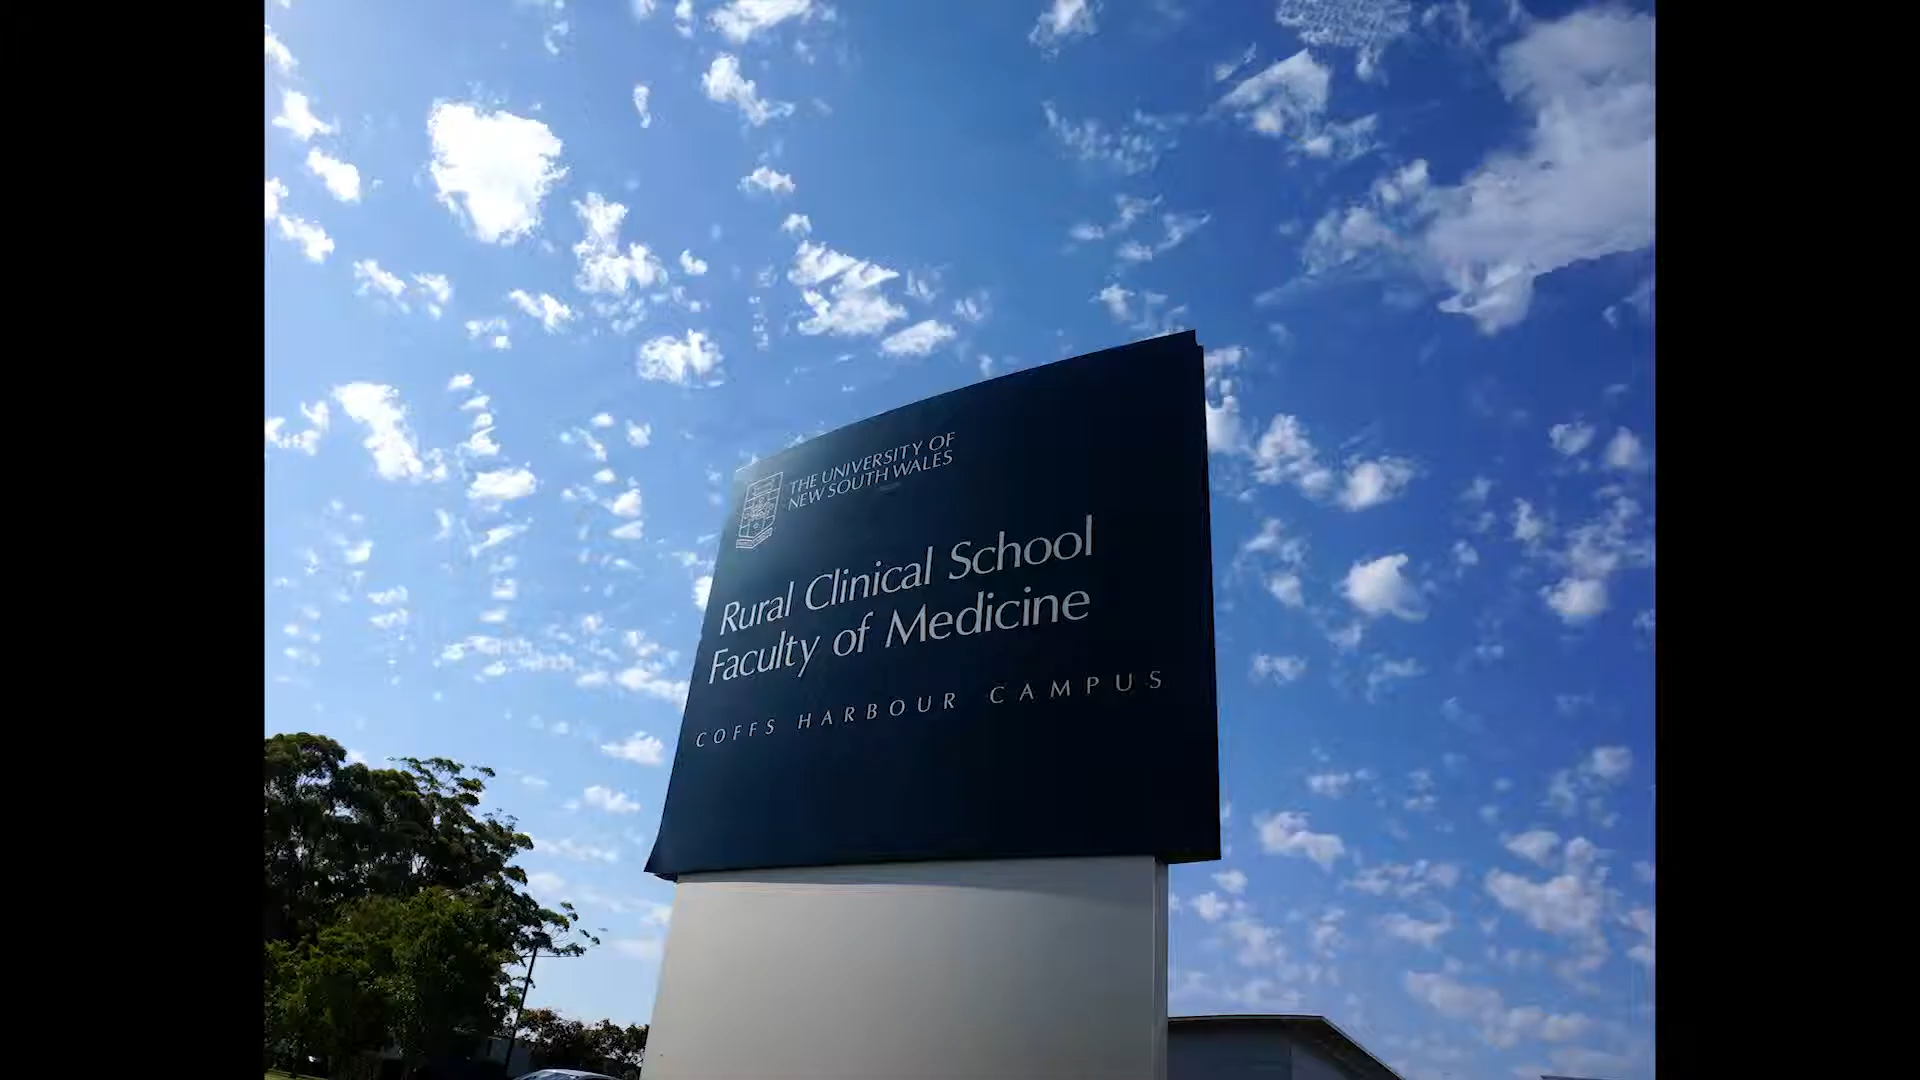 THE UNIVERSITY OF
NEW SOUTH WALES
Rural Clinical School
Faculty of Medicine
COFFS HARBOUR CAMPUS